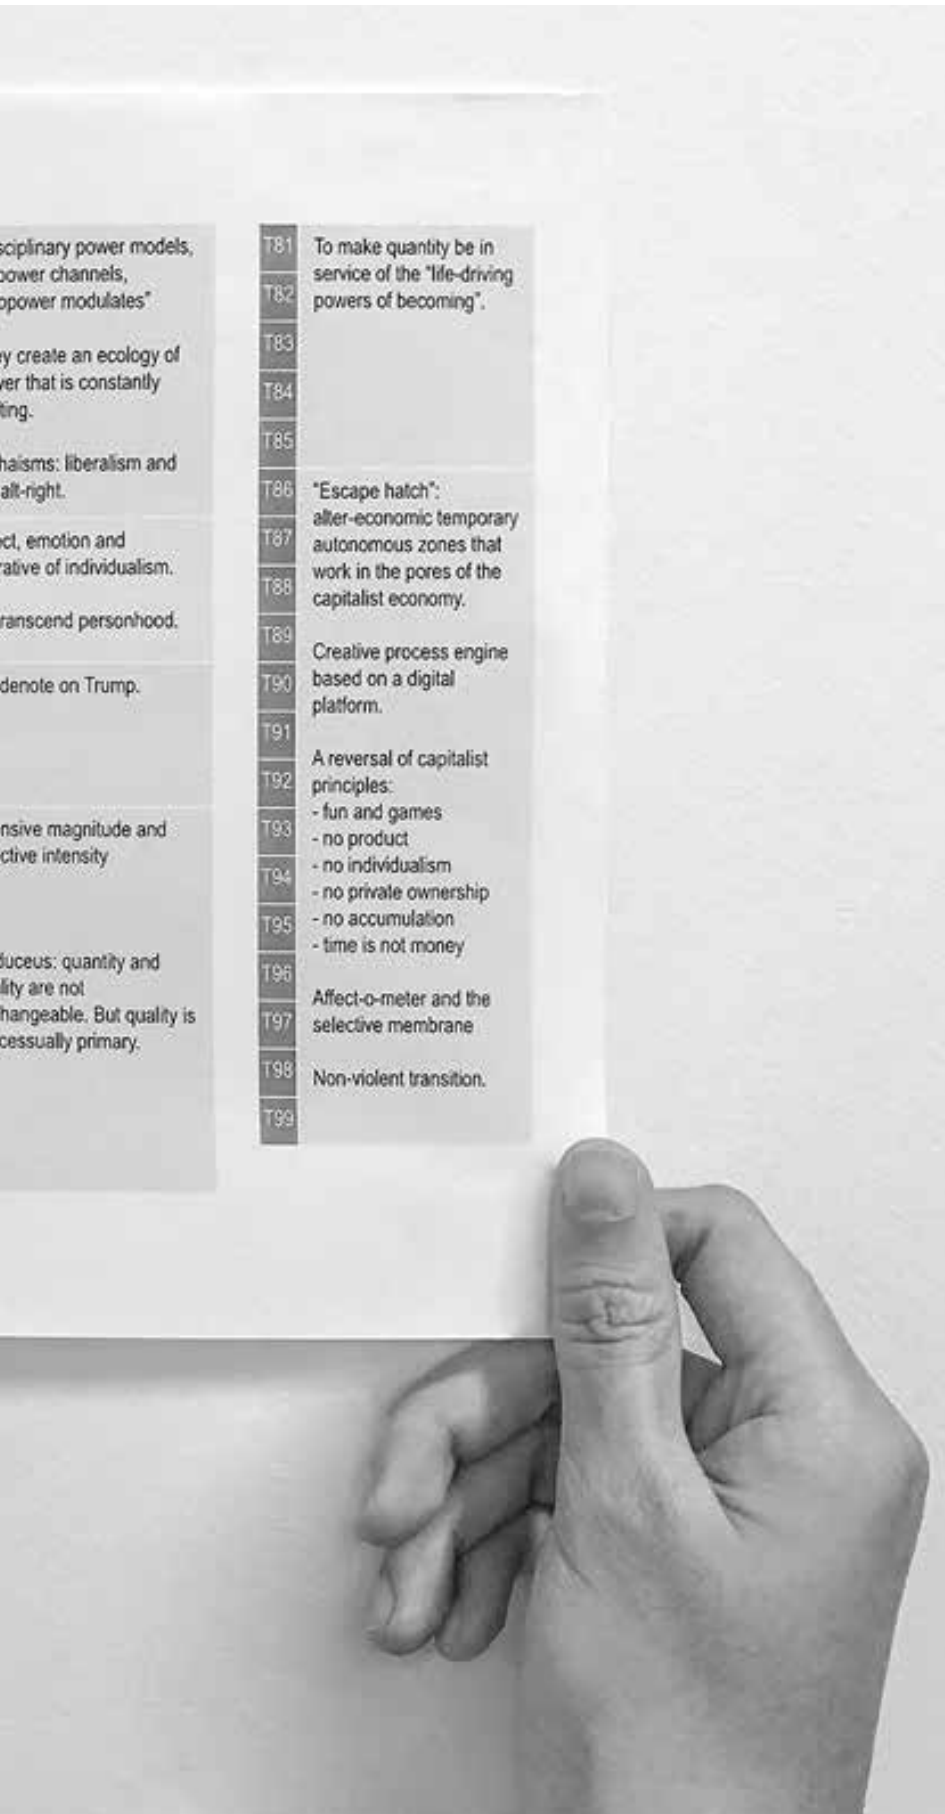 sciplinary power models,
power channels,
opower modulates"
ey create an ecology of
ver that is constantly
ting.
haisms: liberalism and
alt-right.
ect, emotion and
rative of individualism.
ranscend personhood.
denote on Trump.
nsive magnitude and
ctive intensity
duceus: quantity and
lity are not
hangeable. But quality is
cessually primary.
T81
T82
T83
T84
T85
T86
T87
T88
T89
T90
T91
T92
T93
T94
T95
T96
T97
T98
T99
To make quantity be in
service of the "life-driving
powers of becoming".
"Escape hatch":
alter-economic temporary
autonomous zones that
work in the pores of the
capitalist economy.
Creative process engine
based on a digital
platform.
A reversal of capitalist
principles:
- fun and games
- no product
- no individualism
- no private ownership
- no accumulation
- time is not money
Affect-o-meter and the
selective membrane
Non-violent transition.